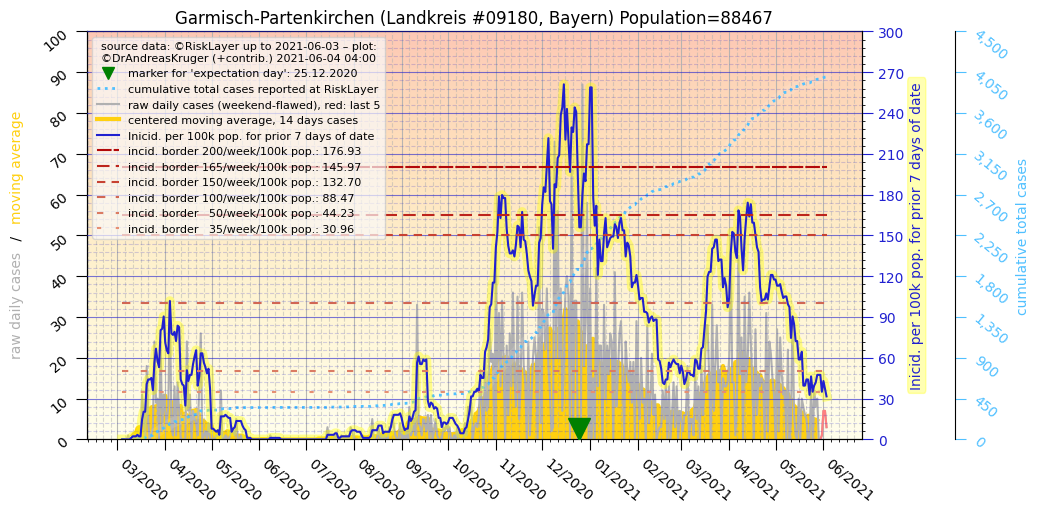 Garmisch-Partenkirchen (Landkreis #09180, Bayern) Population=88467
source data: ©RiskLayer up to 2021-06-03 – plot:
©DrAndreasKruger (+contrib.) 2021-06-04 04:00
marker for 'expectation day': 25.12.2020
cumulative total cases reported at RiskLayer
raw daily cases (weekend-flawed), red: last 5
centered moving average, 14 days cases
Inicid. per 100k pop. for prior 7 days of date
incid. border 200/week/100k pop.: 176.93
incid. border 165/week/100k pop.: 145.97
incid. border 150/week/100k pop.: 132.70
incid. border 100/week/100k pop.: 88.47
incid. border 50/week/100k pop.: 44.23
incid. border 35/week/100k pop.: 30.96
raw daily cases / moving average
100
90
80
70
60
50
40
30
20
10
0
300
270
240
210
180
150
120
90
60
30
0
Inicid. per 100k pop. for prior 7 days of date
4,500
4,050
3,600
3,150
2,700
2,250
1,800
1,350
900
450
0
cumulative total cases
03/2020
04/2020
05/2020
06/2020
07/2020
08/2020
09/2020
10/2020
11/2020
12/2020
01/2021
02/2021
03/2021
04/2021
05/2021
06/2021